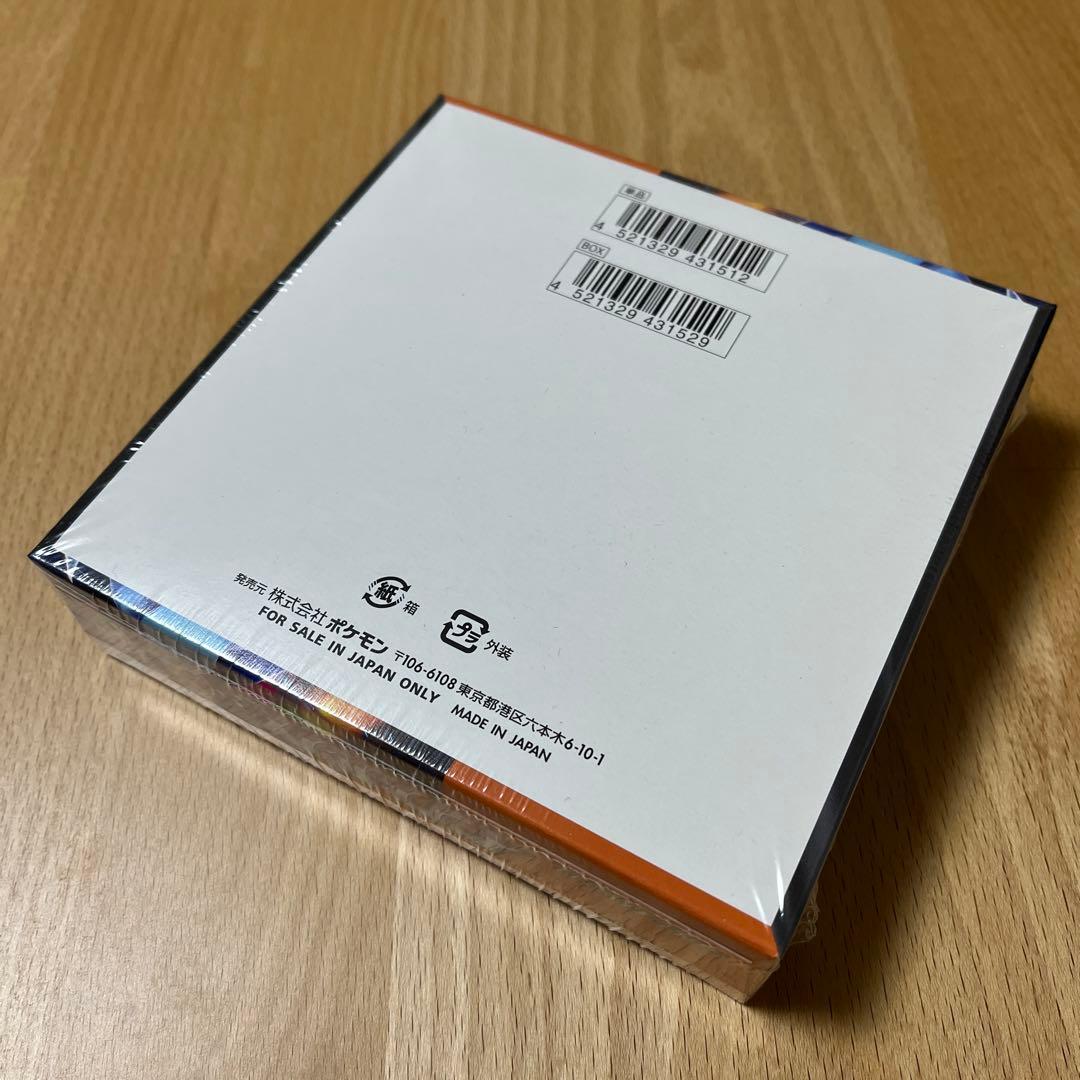 単品
4 521329 431512
BOX
4 521329 431529
紙 箱
プラ 外装
発売元 株式会社ポケモン 〒106-6108 東京都港区六本木6-10-1
FOR SALE IN JAPAN ONLY MADE IN JAPAN